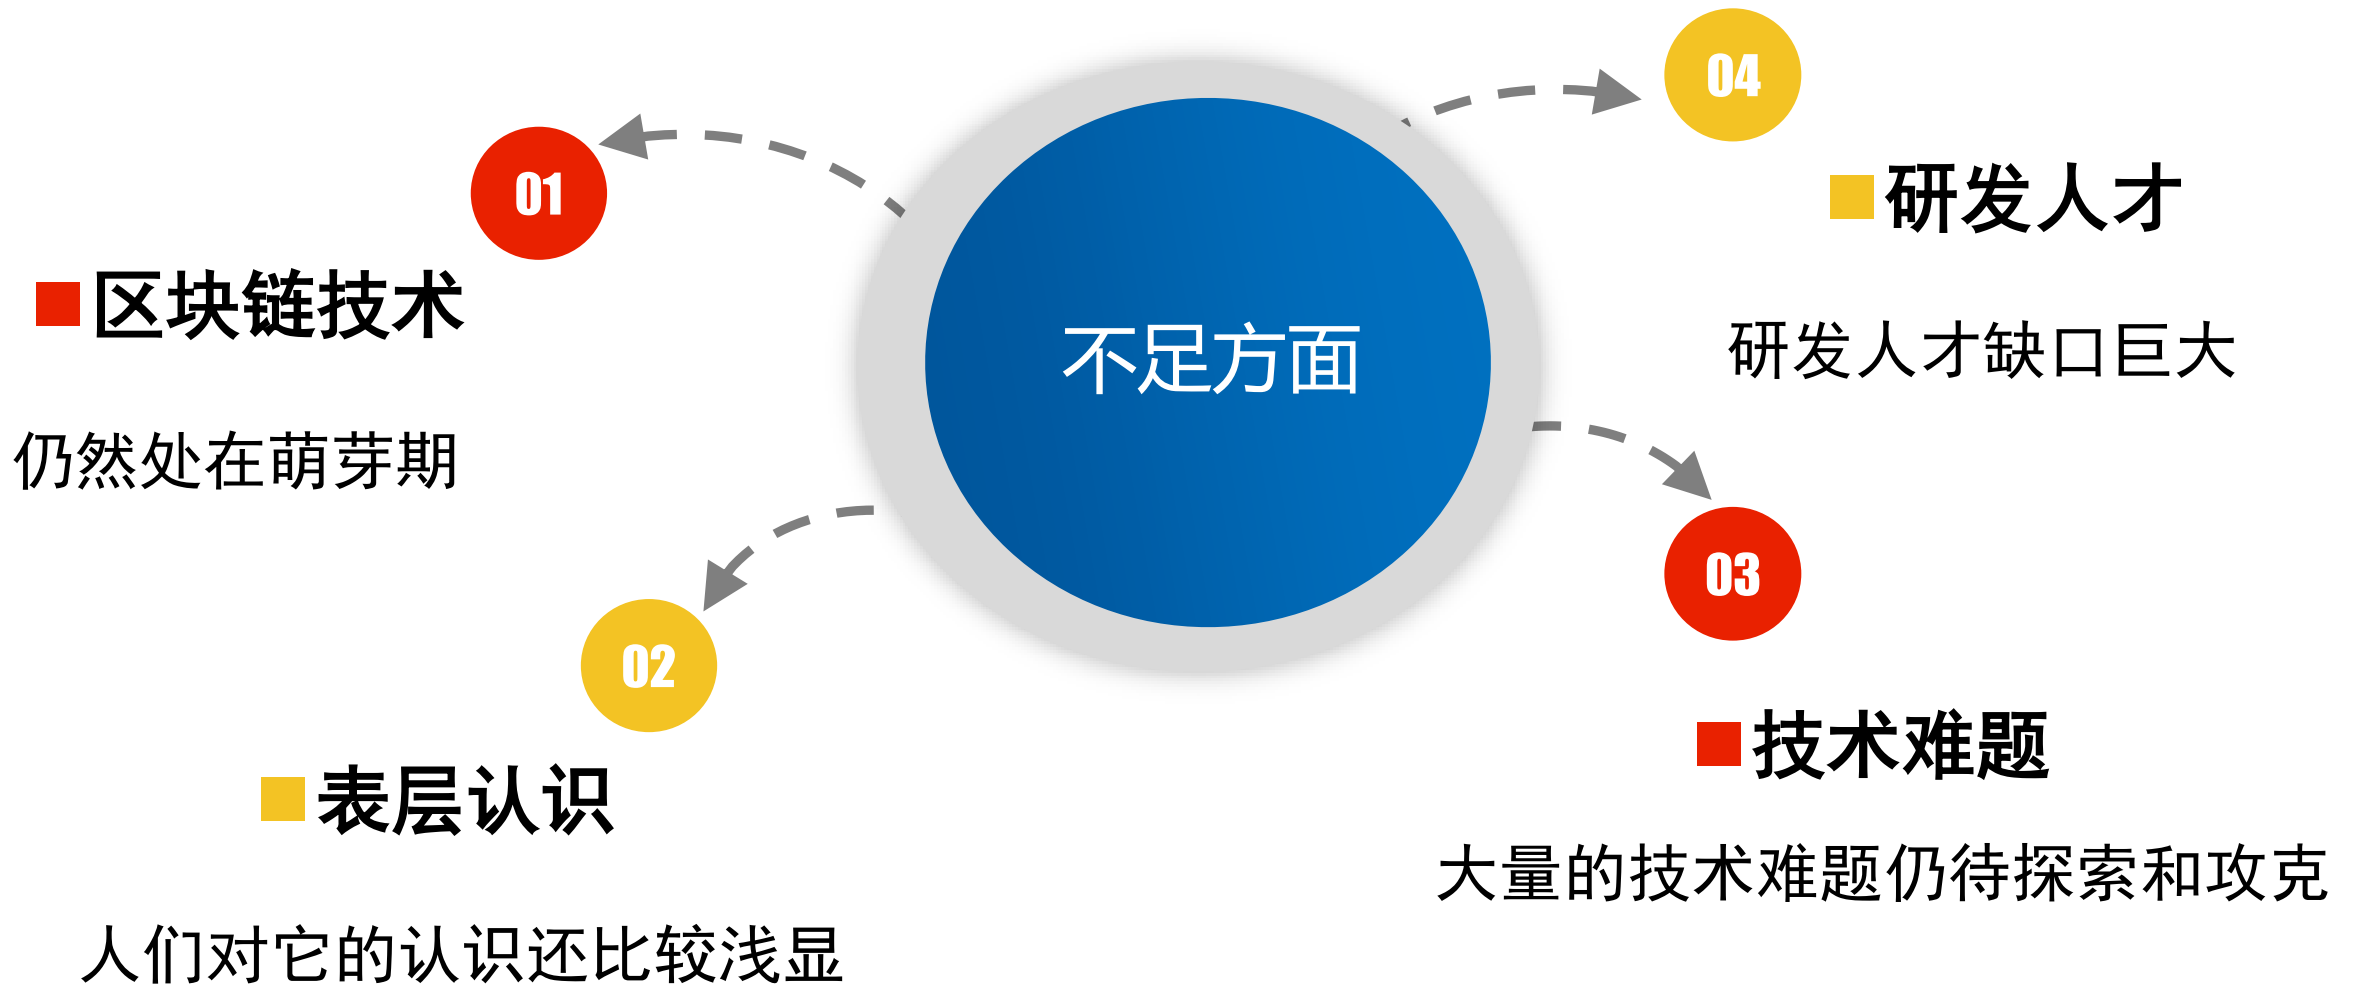 01
区块链技术
仍然处在萌芽期
02
表层认识
人们对它的认识还比较浅显
不足方面
04
研发人才
研发人才缺口巨大
03
技术难题
大量的技术难题仍待探索和攻克